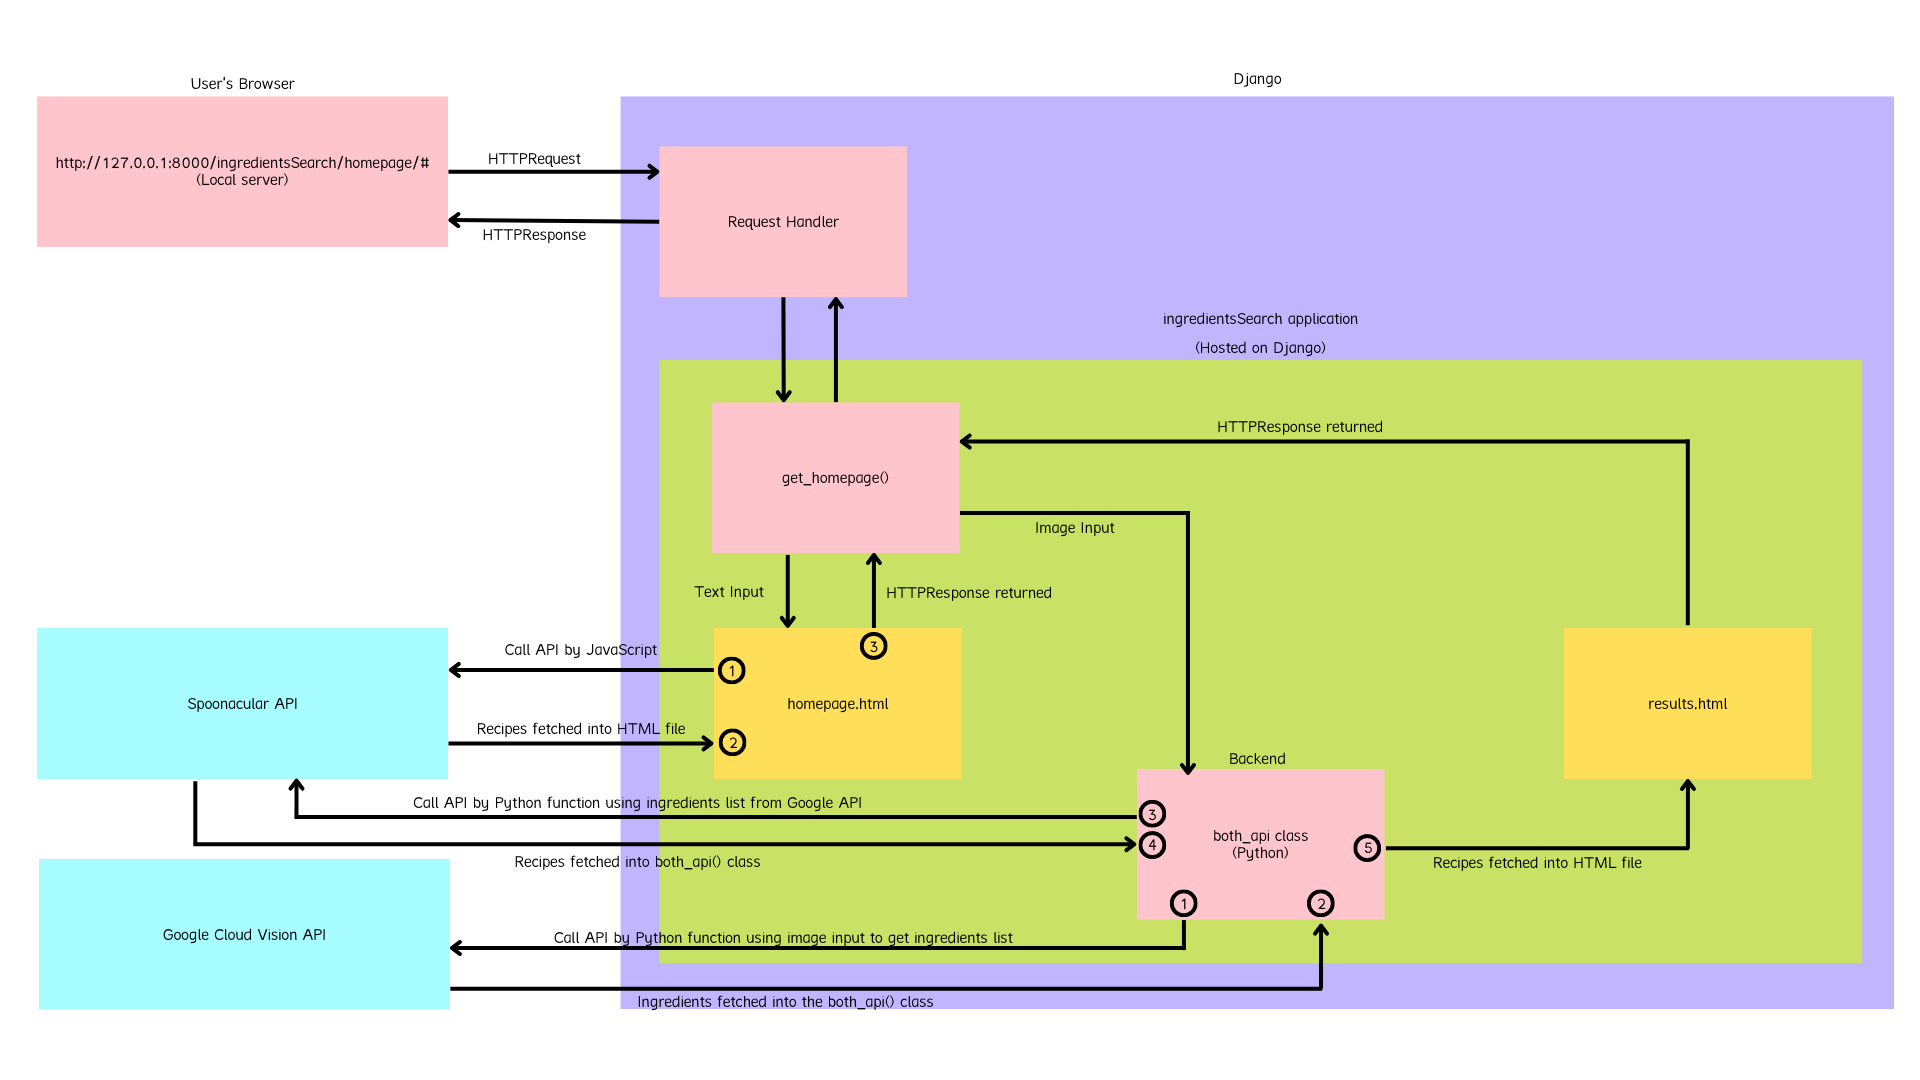 User's Browser
Django
http://127.0.0.1:8000/ingredientsSearch/homepage/#
(Local server)
HTTPRequest
HTTPResponse
Request Handler
ingredientsSearch application
(Hosted on Django)
get_homepage()
HTTPResponse returned
Image Input
Text Input
HTTPResponse returned
Call API by JavaScript
Spoonacular API
Recipes fetched into HTML file
1
2
3
homepage.html
results.html
Backend
Call API by Python function using ingredients list from Google API
Recipes fetched into both_api() class
3
4
both_api class
(Python)
5
1
2
Recipes fetched into HTML file
Google Cloud Vision API
Call API by Python function using image input to get ingredients list
Ingredients fetched into the both_api() class